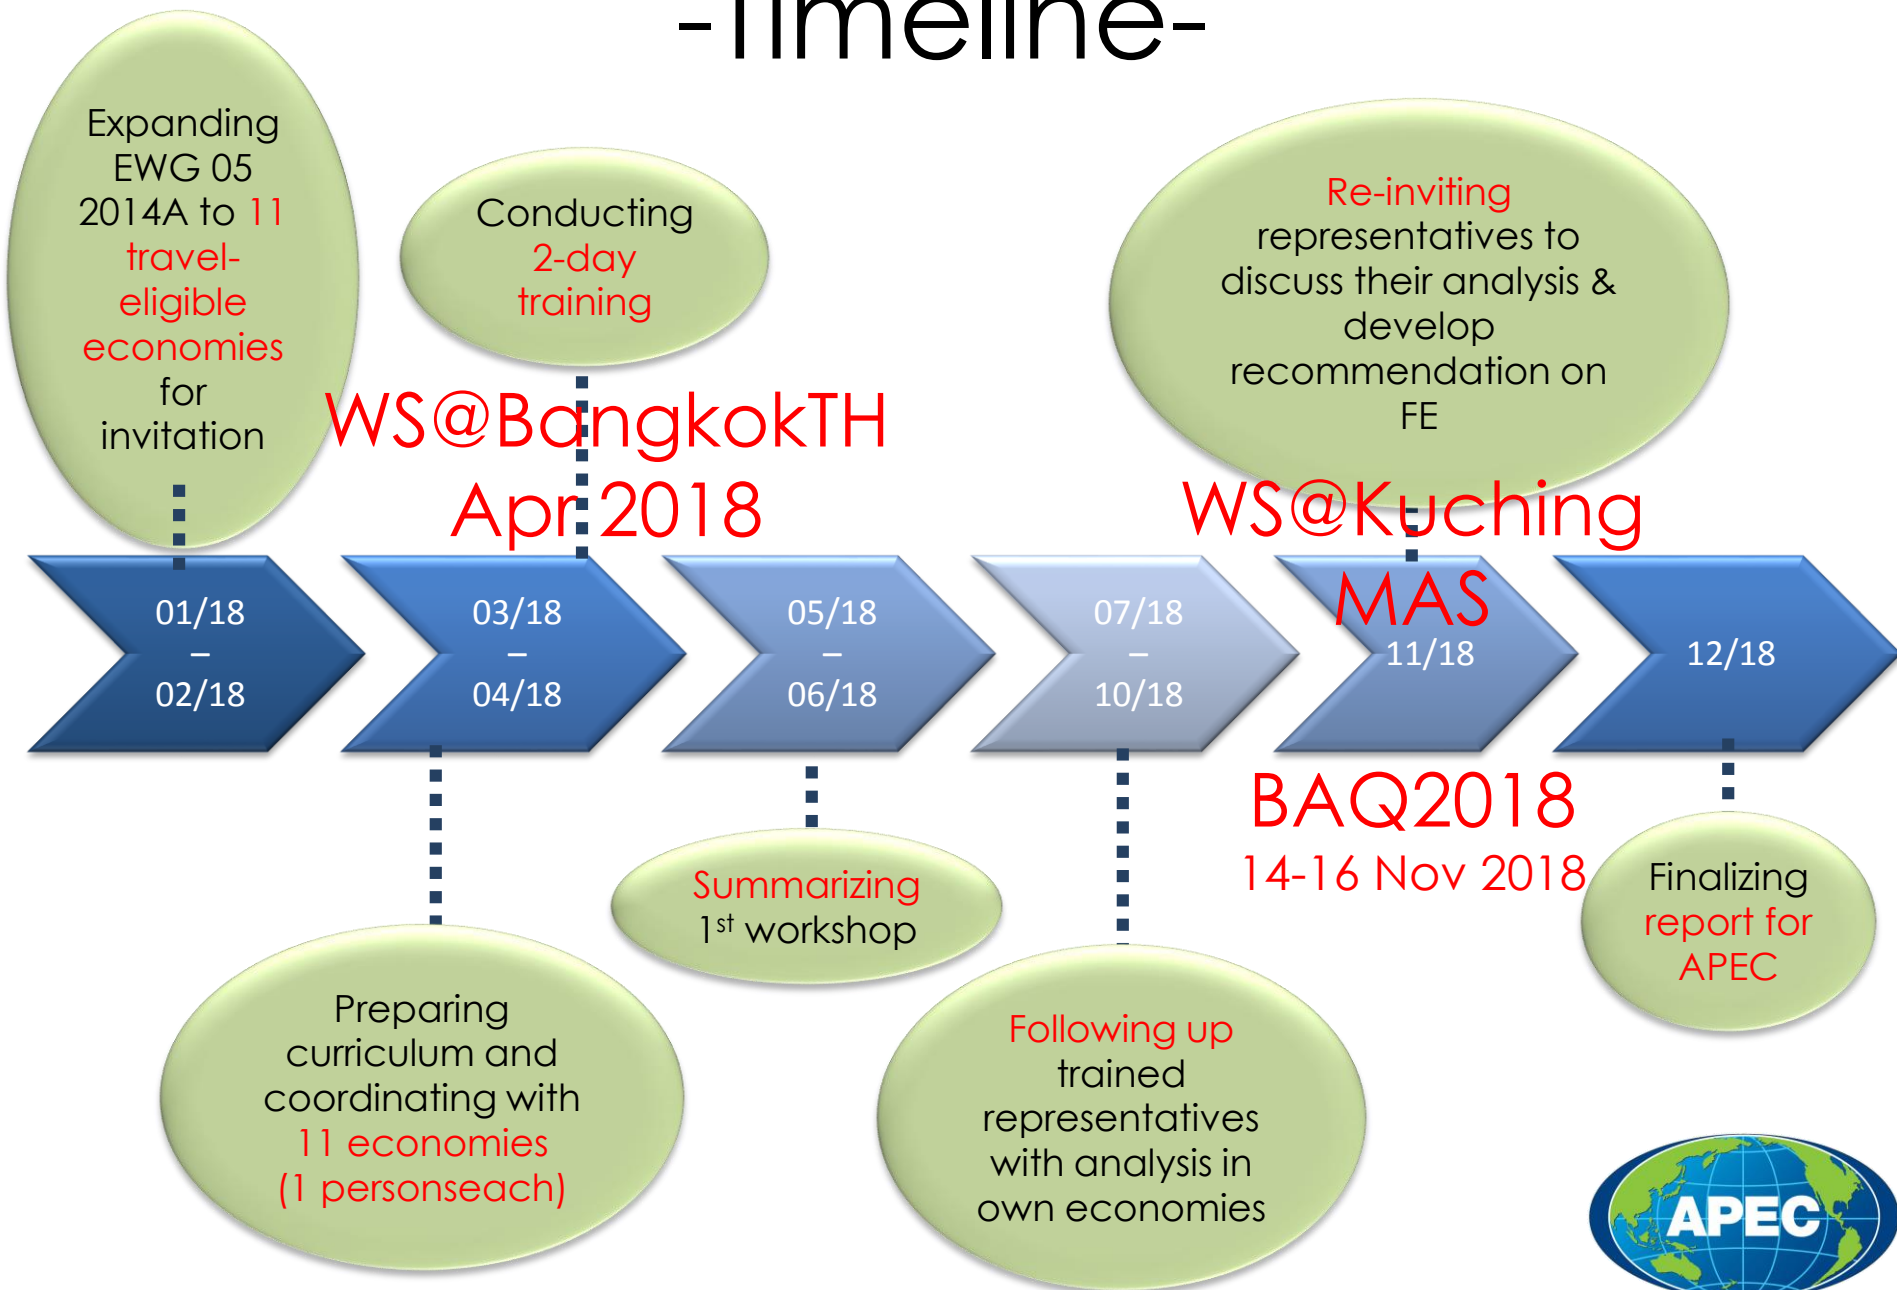 -Timeline-
Expanding
EWG 05
2014A to 11
travel-
eligible
economies
for
invitation
Conducting
2-day
training
WS@BangkokTH
Apr 2018
Re-inviting
representatives to
discuss their analysis &
develop
recommendation on
FE
WS@Kuching
MAS
01/18
–
02/18
03/18
–
04/18
05/18
–
06/18
07/18
–
10/18
11/18
12/18
BAQ2018
14-16 Nov 2018
Preparing
curriculum and
coordinating with
11 economies
(1 personseach)
Summarizing
1st workshop
Following up
trained
representatives
with analysis in
own economies
Finalizing
report for
APEC
APEC